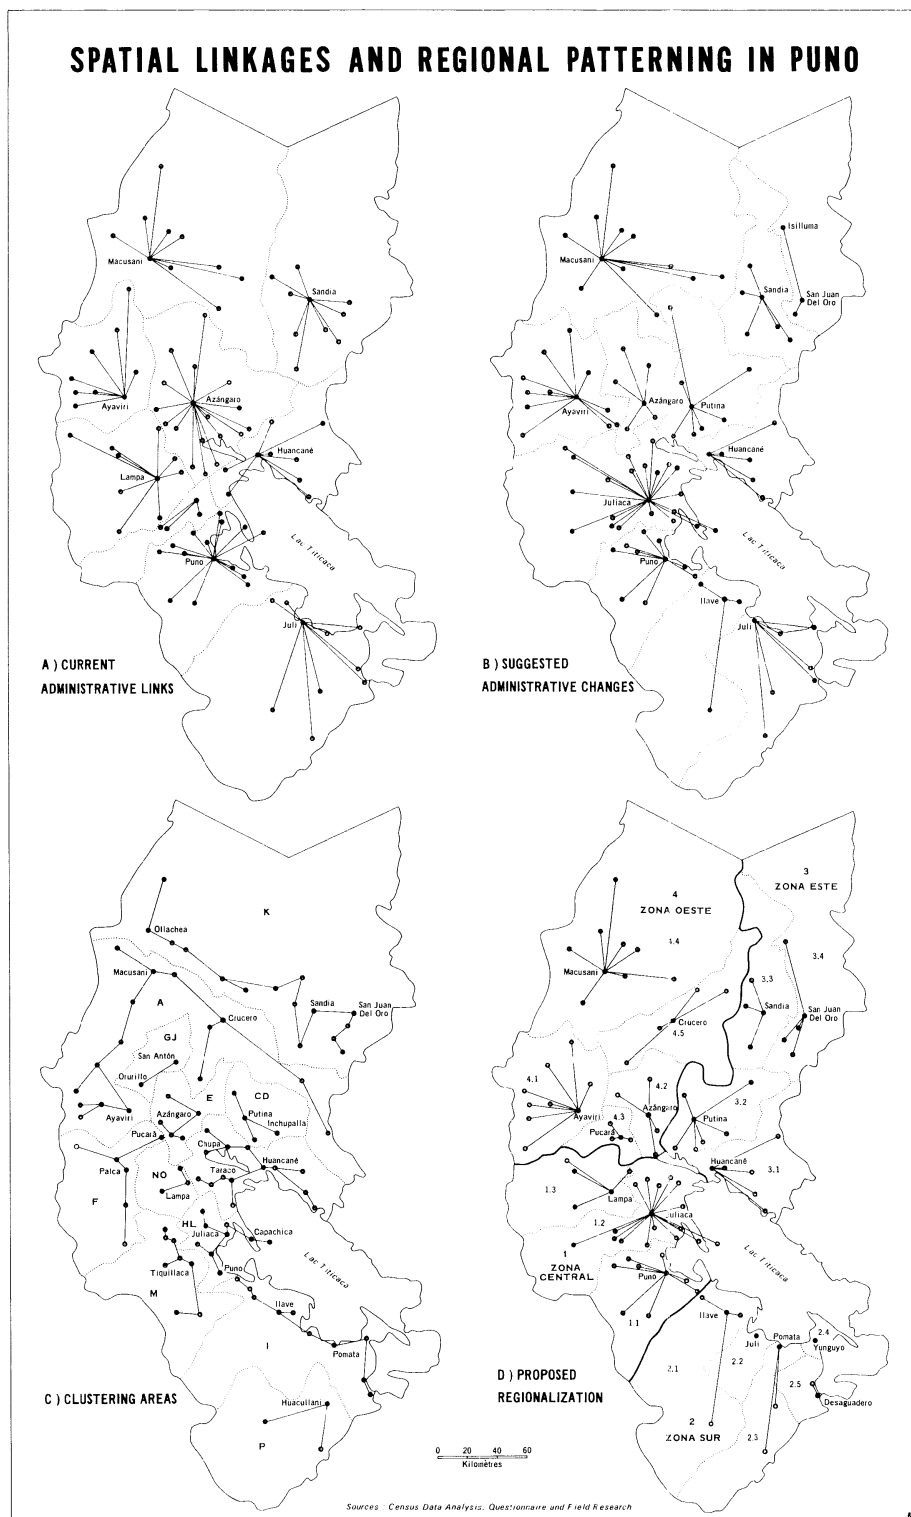 SPATIAL LINKAGES AND REGIONAL PATTERNING IN PUNO
Macusani
Sandia
Ayaviri
Azángaro
Huancané
Lampa
Puno
Lac Titicaca
Juli
A) CURRENT
ADMINISTRATIVE LINKS
Isilluma
Macusani
Sandia
San Juan
Del Oro
Ayaviri
Azángaro
Putina
Huancané
Juliaca
Lac Titicaca
Puno
Ilave
Juli
B) SUGGESTED
ADMINISTRATIVE CHANGES
K
Ollachea
Macusani
A
Sandia
San Juan
Del Oro
Crucero
GJ
San Antón
Orurillo
E
CD
Ayaviri
Azángaro
Putina
Pucará
Inchupalla
Chupa
Huancané
Palca
NO
Taraco
Lampa
F
HL
Juliaca
Capachica
Lac Titicaca
Tiquillaca
Puno
M
Ilave
I
Pomata
C) CLUSTERING AREAS
Huacullani
P
3
ZONA ESTE
4
ZONA OESTE
4.4
3.4
Macusani
3.3
Sandia
San Juan
Del Oro
Crucero
4.5
4.1
4.2
3.2
Ayaviri
4.3
Azángaro
Putina
Pucará
Huancané
3.1
1.3
Lampa
1.2
Juliaca
1
ZONA
CENTRAL
Lac Titicaca
Puno
1.1
Ilave
Juli
Pomata
2.4
Yunguyo
2.1
2.2
2.5
Desaguadero
D) PROPOSED
REGIONALIZATION
2
ZONA SUR
2.3
0 20 40 60
Kilomètres
Sources : Census Data Analysis, Questionnaire and Field Research